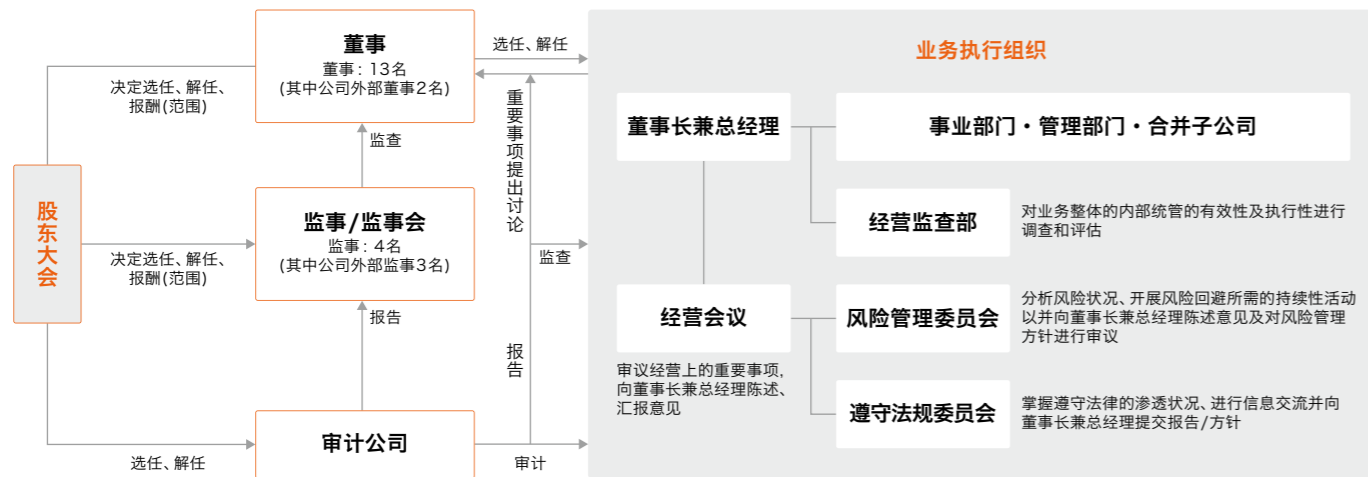 股东大会
决定选任、解任、
报酬(范围)
决定选任、解任、
报酬(范围)
选任、解任
董事
董事：13名
(其中公司外部董事2名)
监查
监事/监事会
监事：4名
(其中公司外部监事3名)
报告
审计公司
选任、解任
重要事项提出讨论
监查
报告
审计
业务执行组织
董事长兼总经理
事业部门・管理部门・合并子公司
经营监查部
对业务整体的内部统管的有效性及执行性进行
调查和评估
经营会议
审议经营上的重要事项,
向董事长兼总经理陈述、
汇报意见
风险管理委员会
分析风险状况、开展风险回避所需的持续性活动
以并向董事长兼总经理陈述意见及对风险管理
方针进行审议
遵守法规委员会
掌握遵守法律的渗透状况、进行信息交流并向
董事长兼总经理提交报告/方针